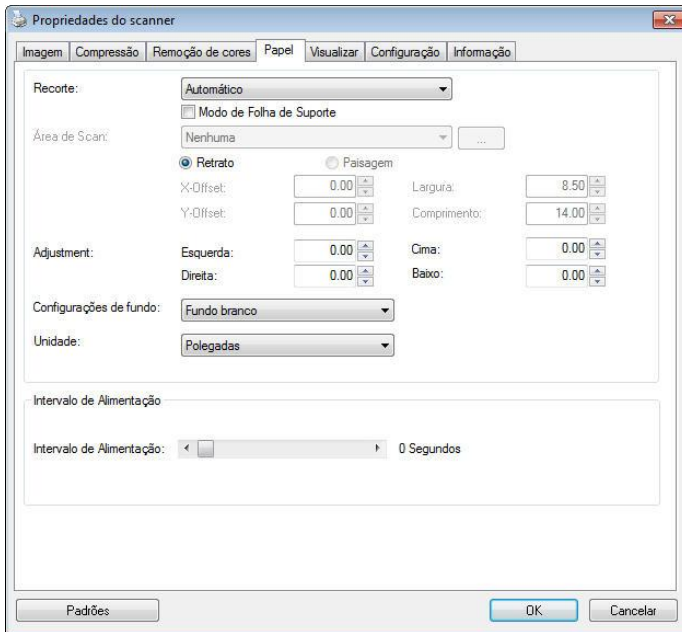 Propriedades do scanner
Imagem Compressão Remoção de cores Papel Visualizar Configuração Informação
Recorte: Automático
Modo de Folha de Suporte
Área de Scan: Nenhuma ...
Retrato Paisagem
X-Offset: 0.00 Largura: 8.50
Y-Offset: 0.00 Comprimento: 14.00
Adjustment: Esquerda: 0.00 Cima: 0.00
Direita: 0.00 Baixo: 0.00
Configurações de fundo: Fundo branco
Unidade: Polegadas
Intervalo de Alimentação
Intervalo de Alimentação: 0 Segundos
Padrões OK Cancelar